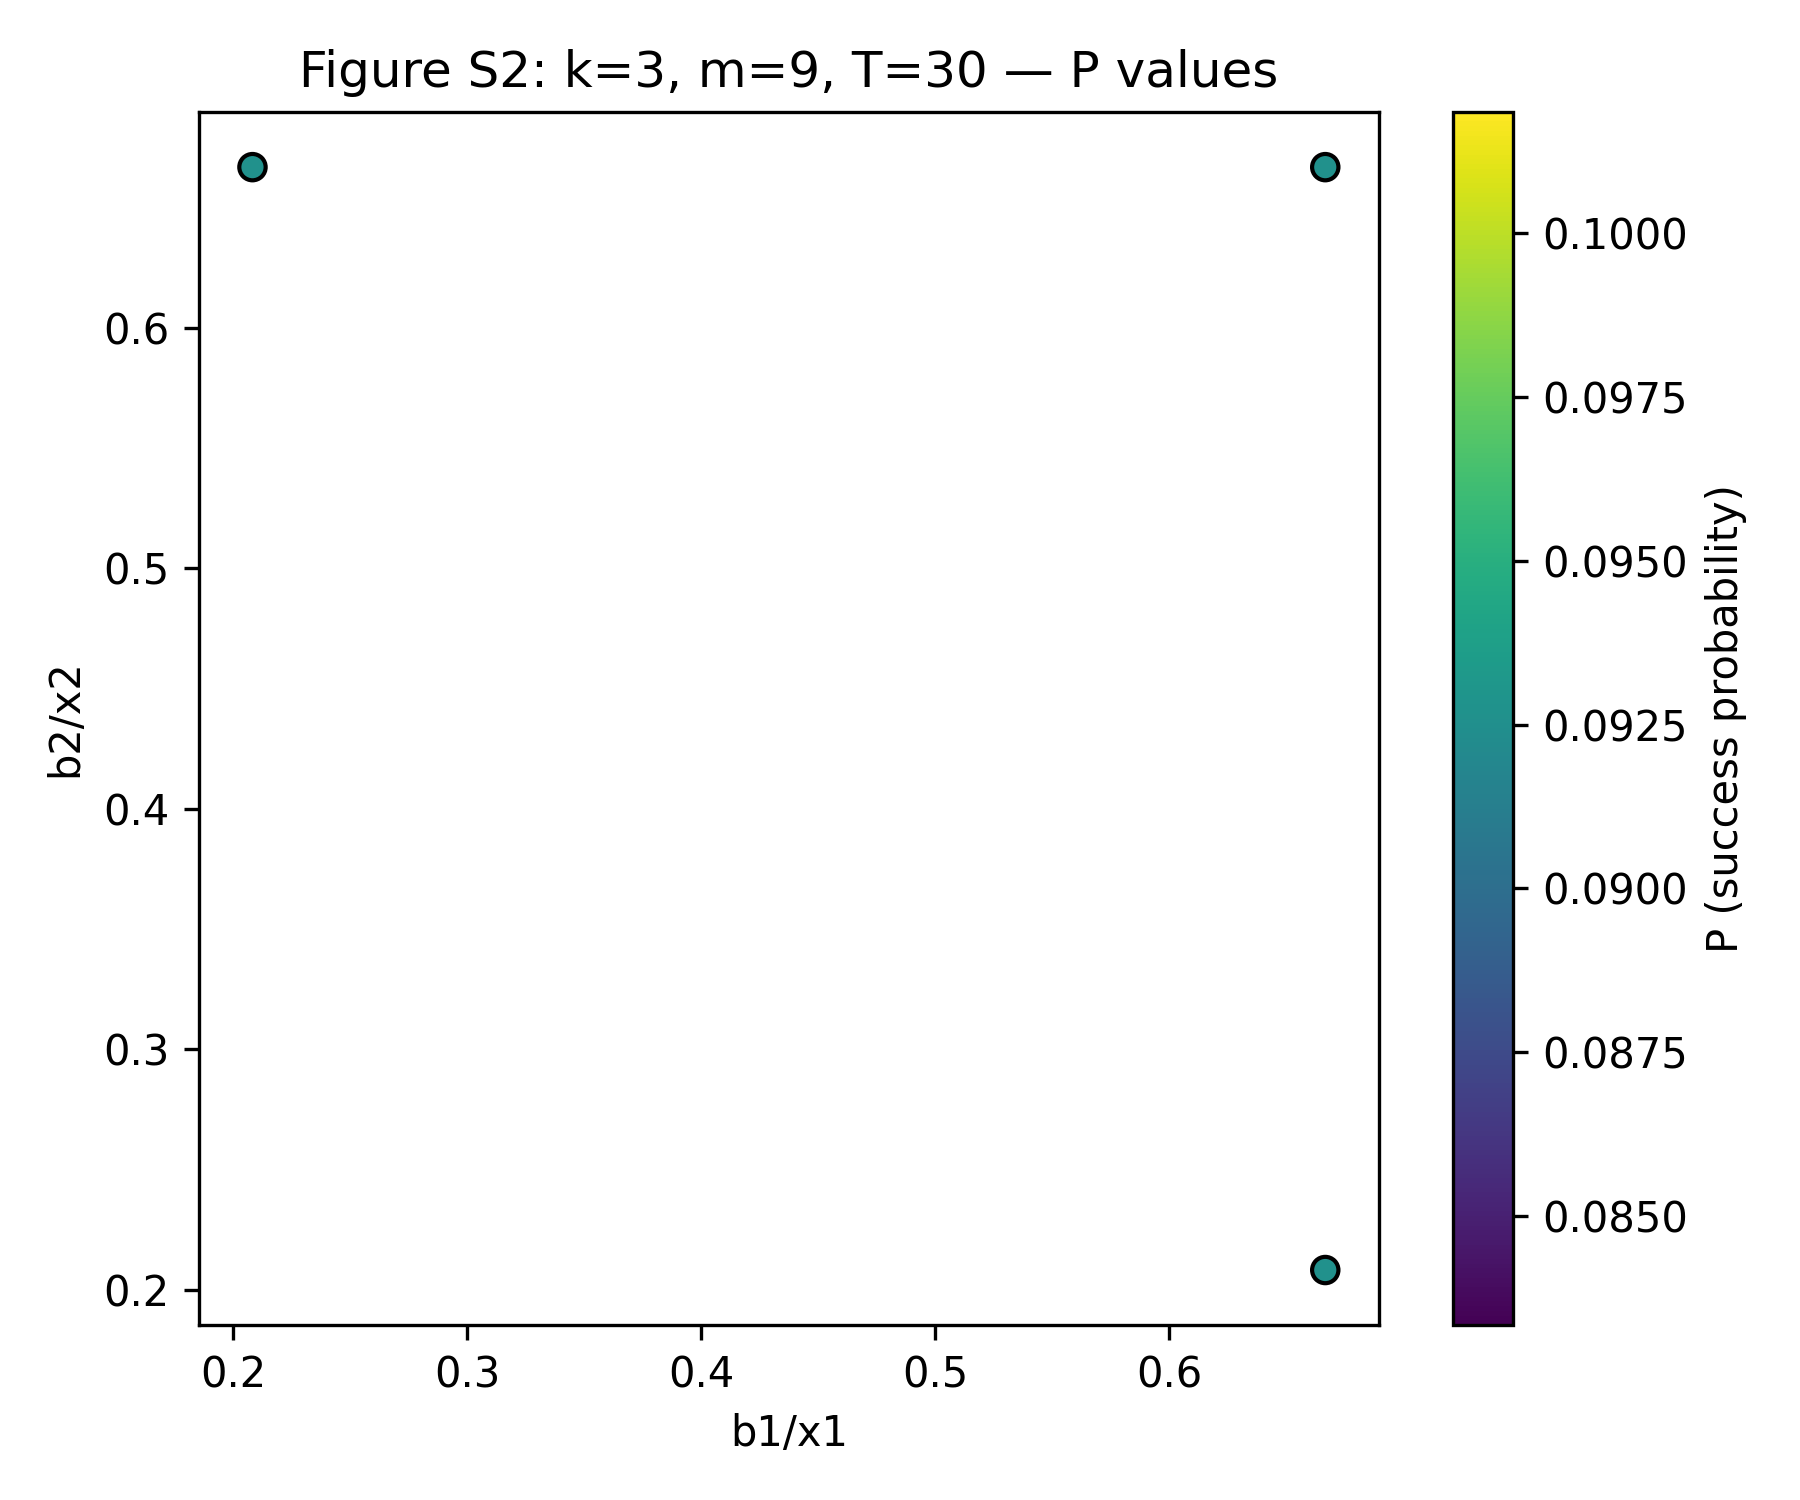 Figure S2: k=3, m=9, T=30 — P values
b2/x2
0.6
0.5
0.4
0.3
0.2
0.2 0.3 0.4 0.5 0.6
b1/x1
0.1000
0.0975
0.0950
0.0925
0.0900
0.0875
0.0850
P (success probability)